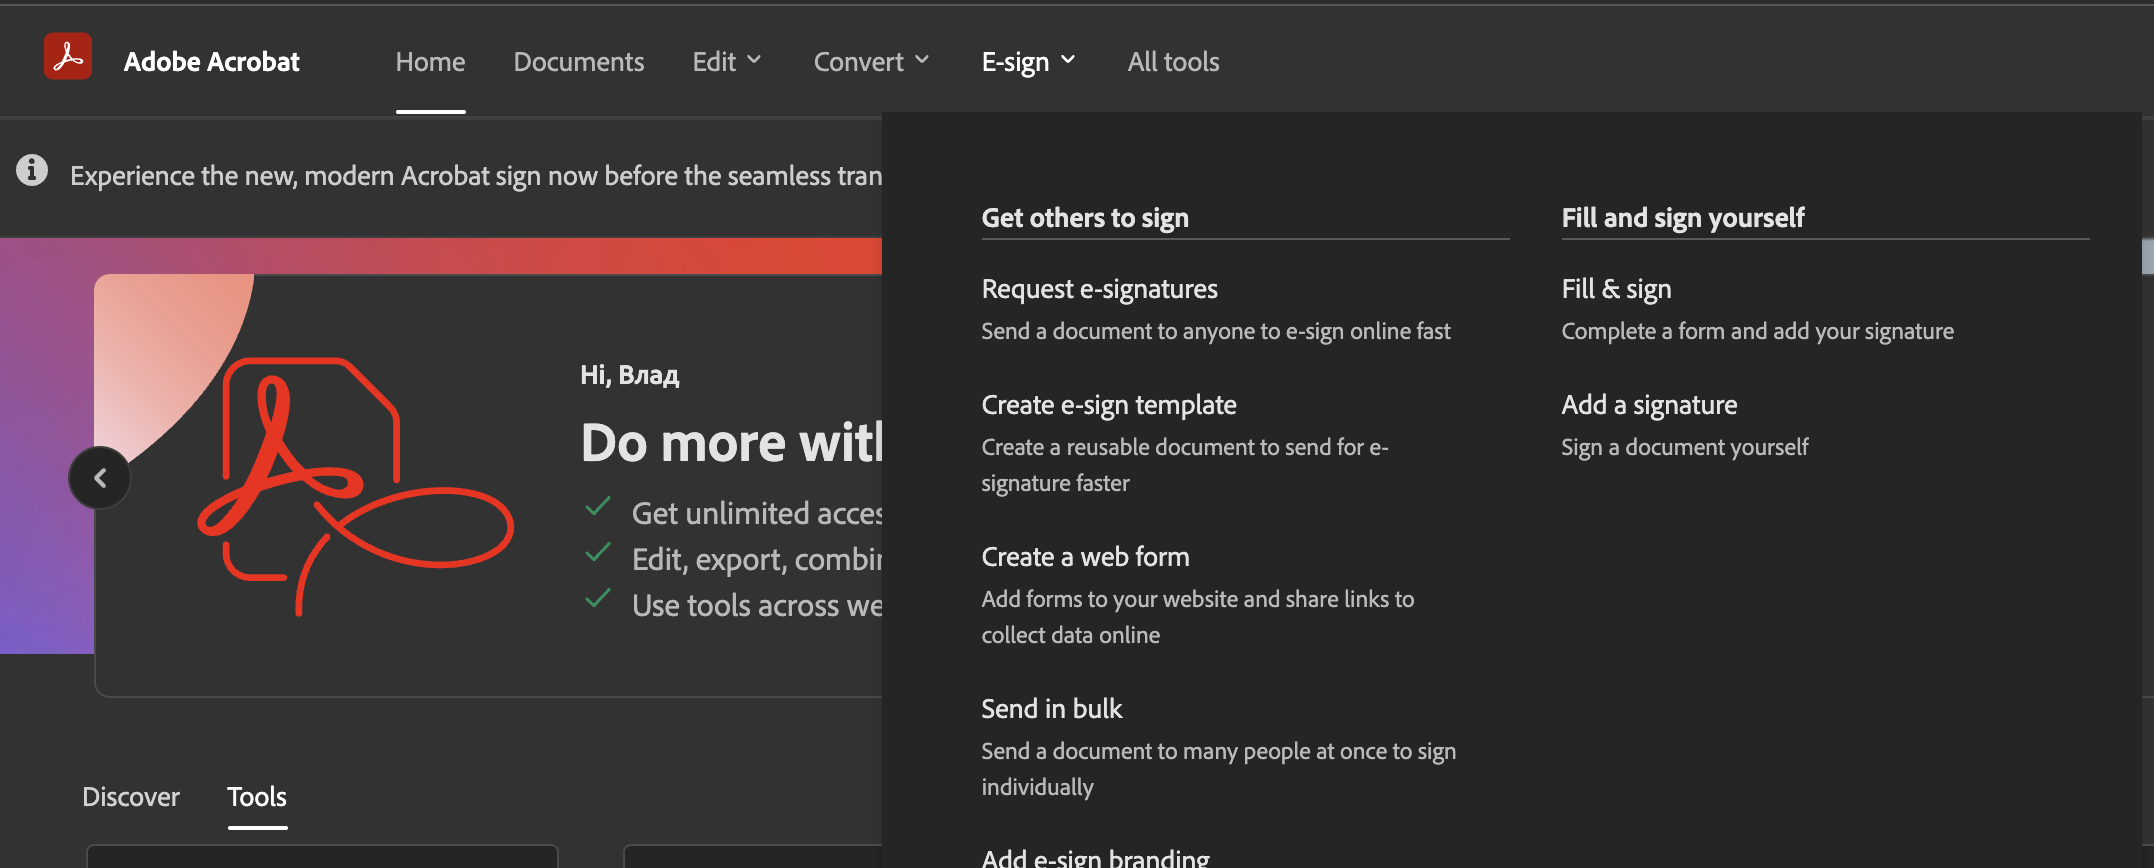 Adobe Acrobat
Home
Documents
Edit
Convert
E-sign
All tools
Experience the new, modern Acrobat sign now before the seamless
Hi, Влад
Do more
Get unlimited
Edit, export,
Use tools across
Discover
Tools
Get others to sign
Request e-signatures
Send a document to anyone to e-sign online fast
Create e-sign template
Create a reusable document to send for e-
signature faster
Create a web form
Add forms to your website and share links to
collect data online
Send in bulk
Send a document to many people at once to sign
individually
Add e-sign branding
Fill and sign yourself
Fill & sign
Complete a form and add your signature
Add a signature
Sign a document yourself